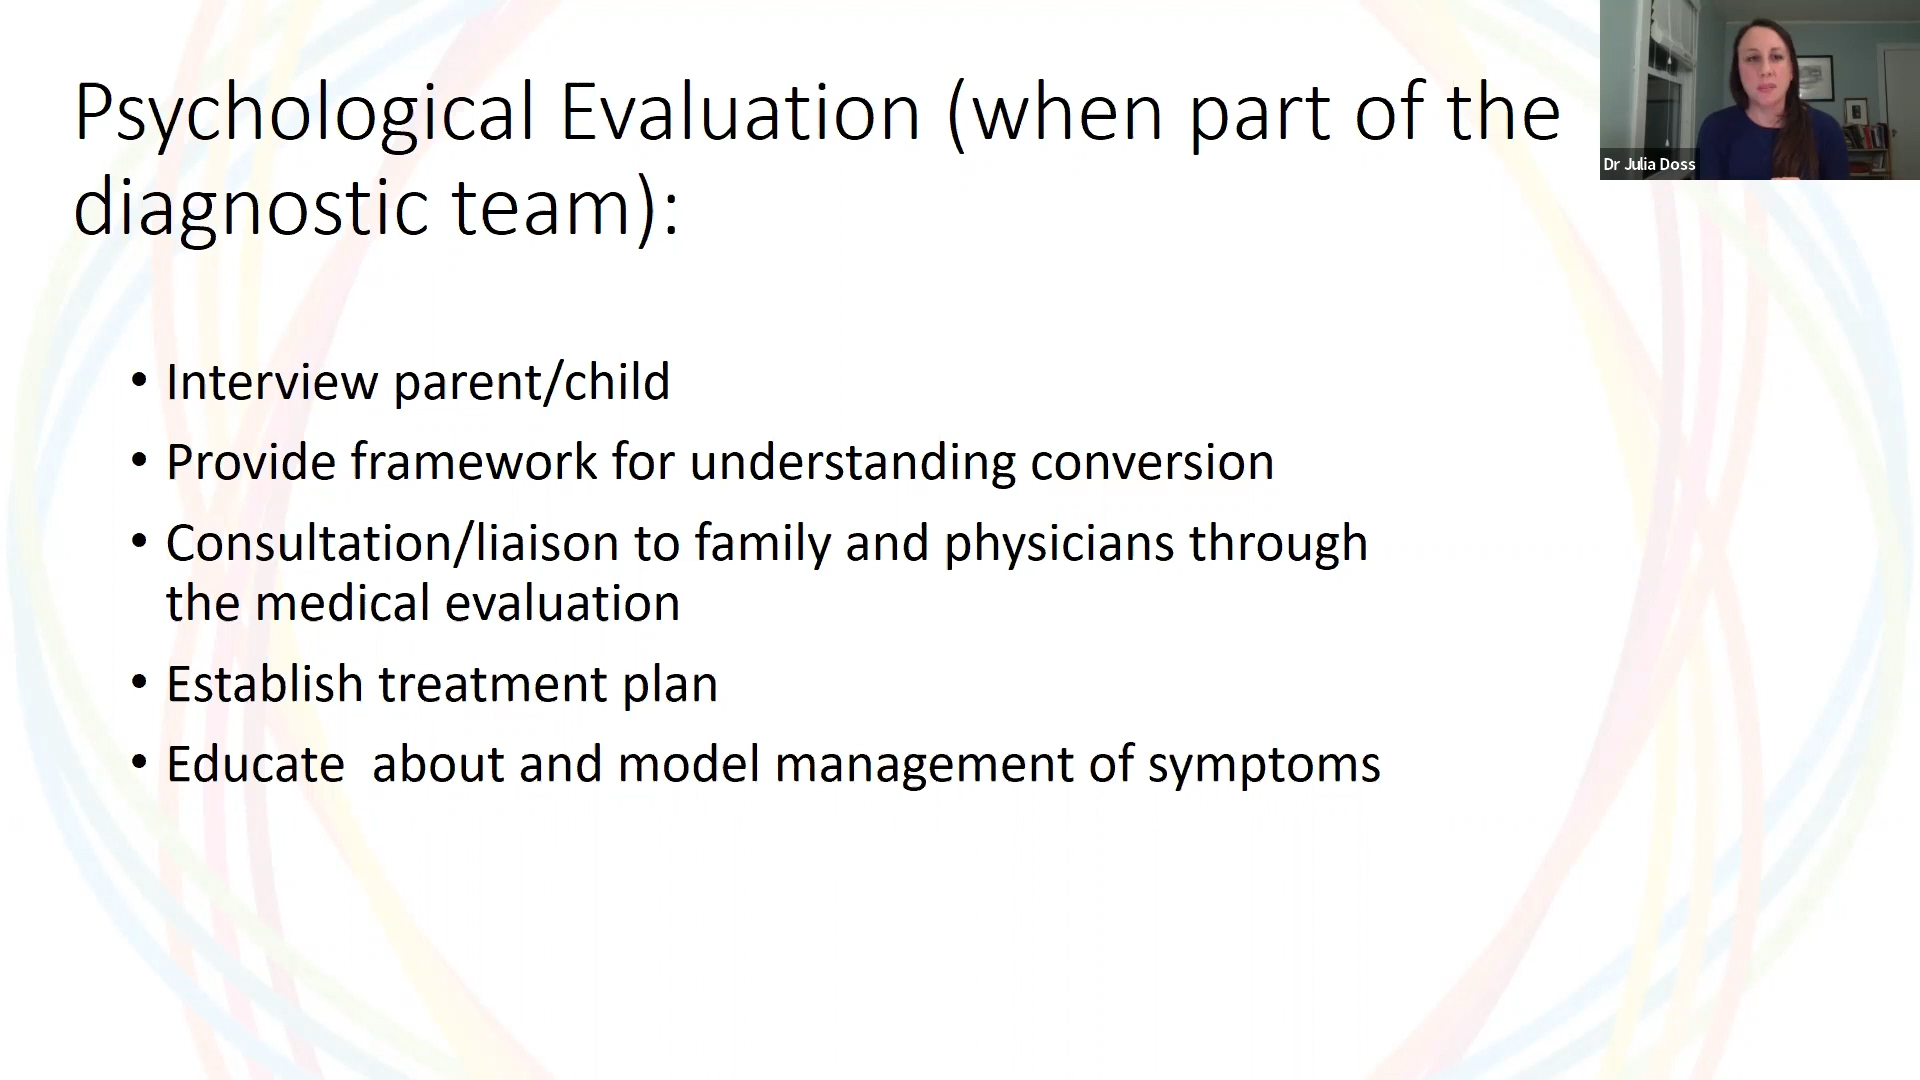 Psychological Evaluation (when part of the
diagnostic team):
• Interview parent/child
• Provide framework for understanding conversion
• Consultation/liaison to family and physicians through
the medical evaluation
• Establish treatment plan
• Educate  about and model management of symptoms
Dr Julia Doss